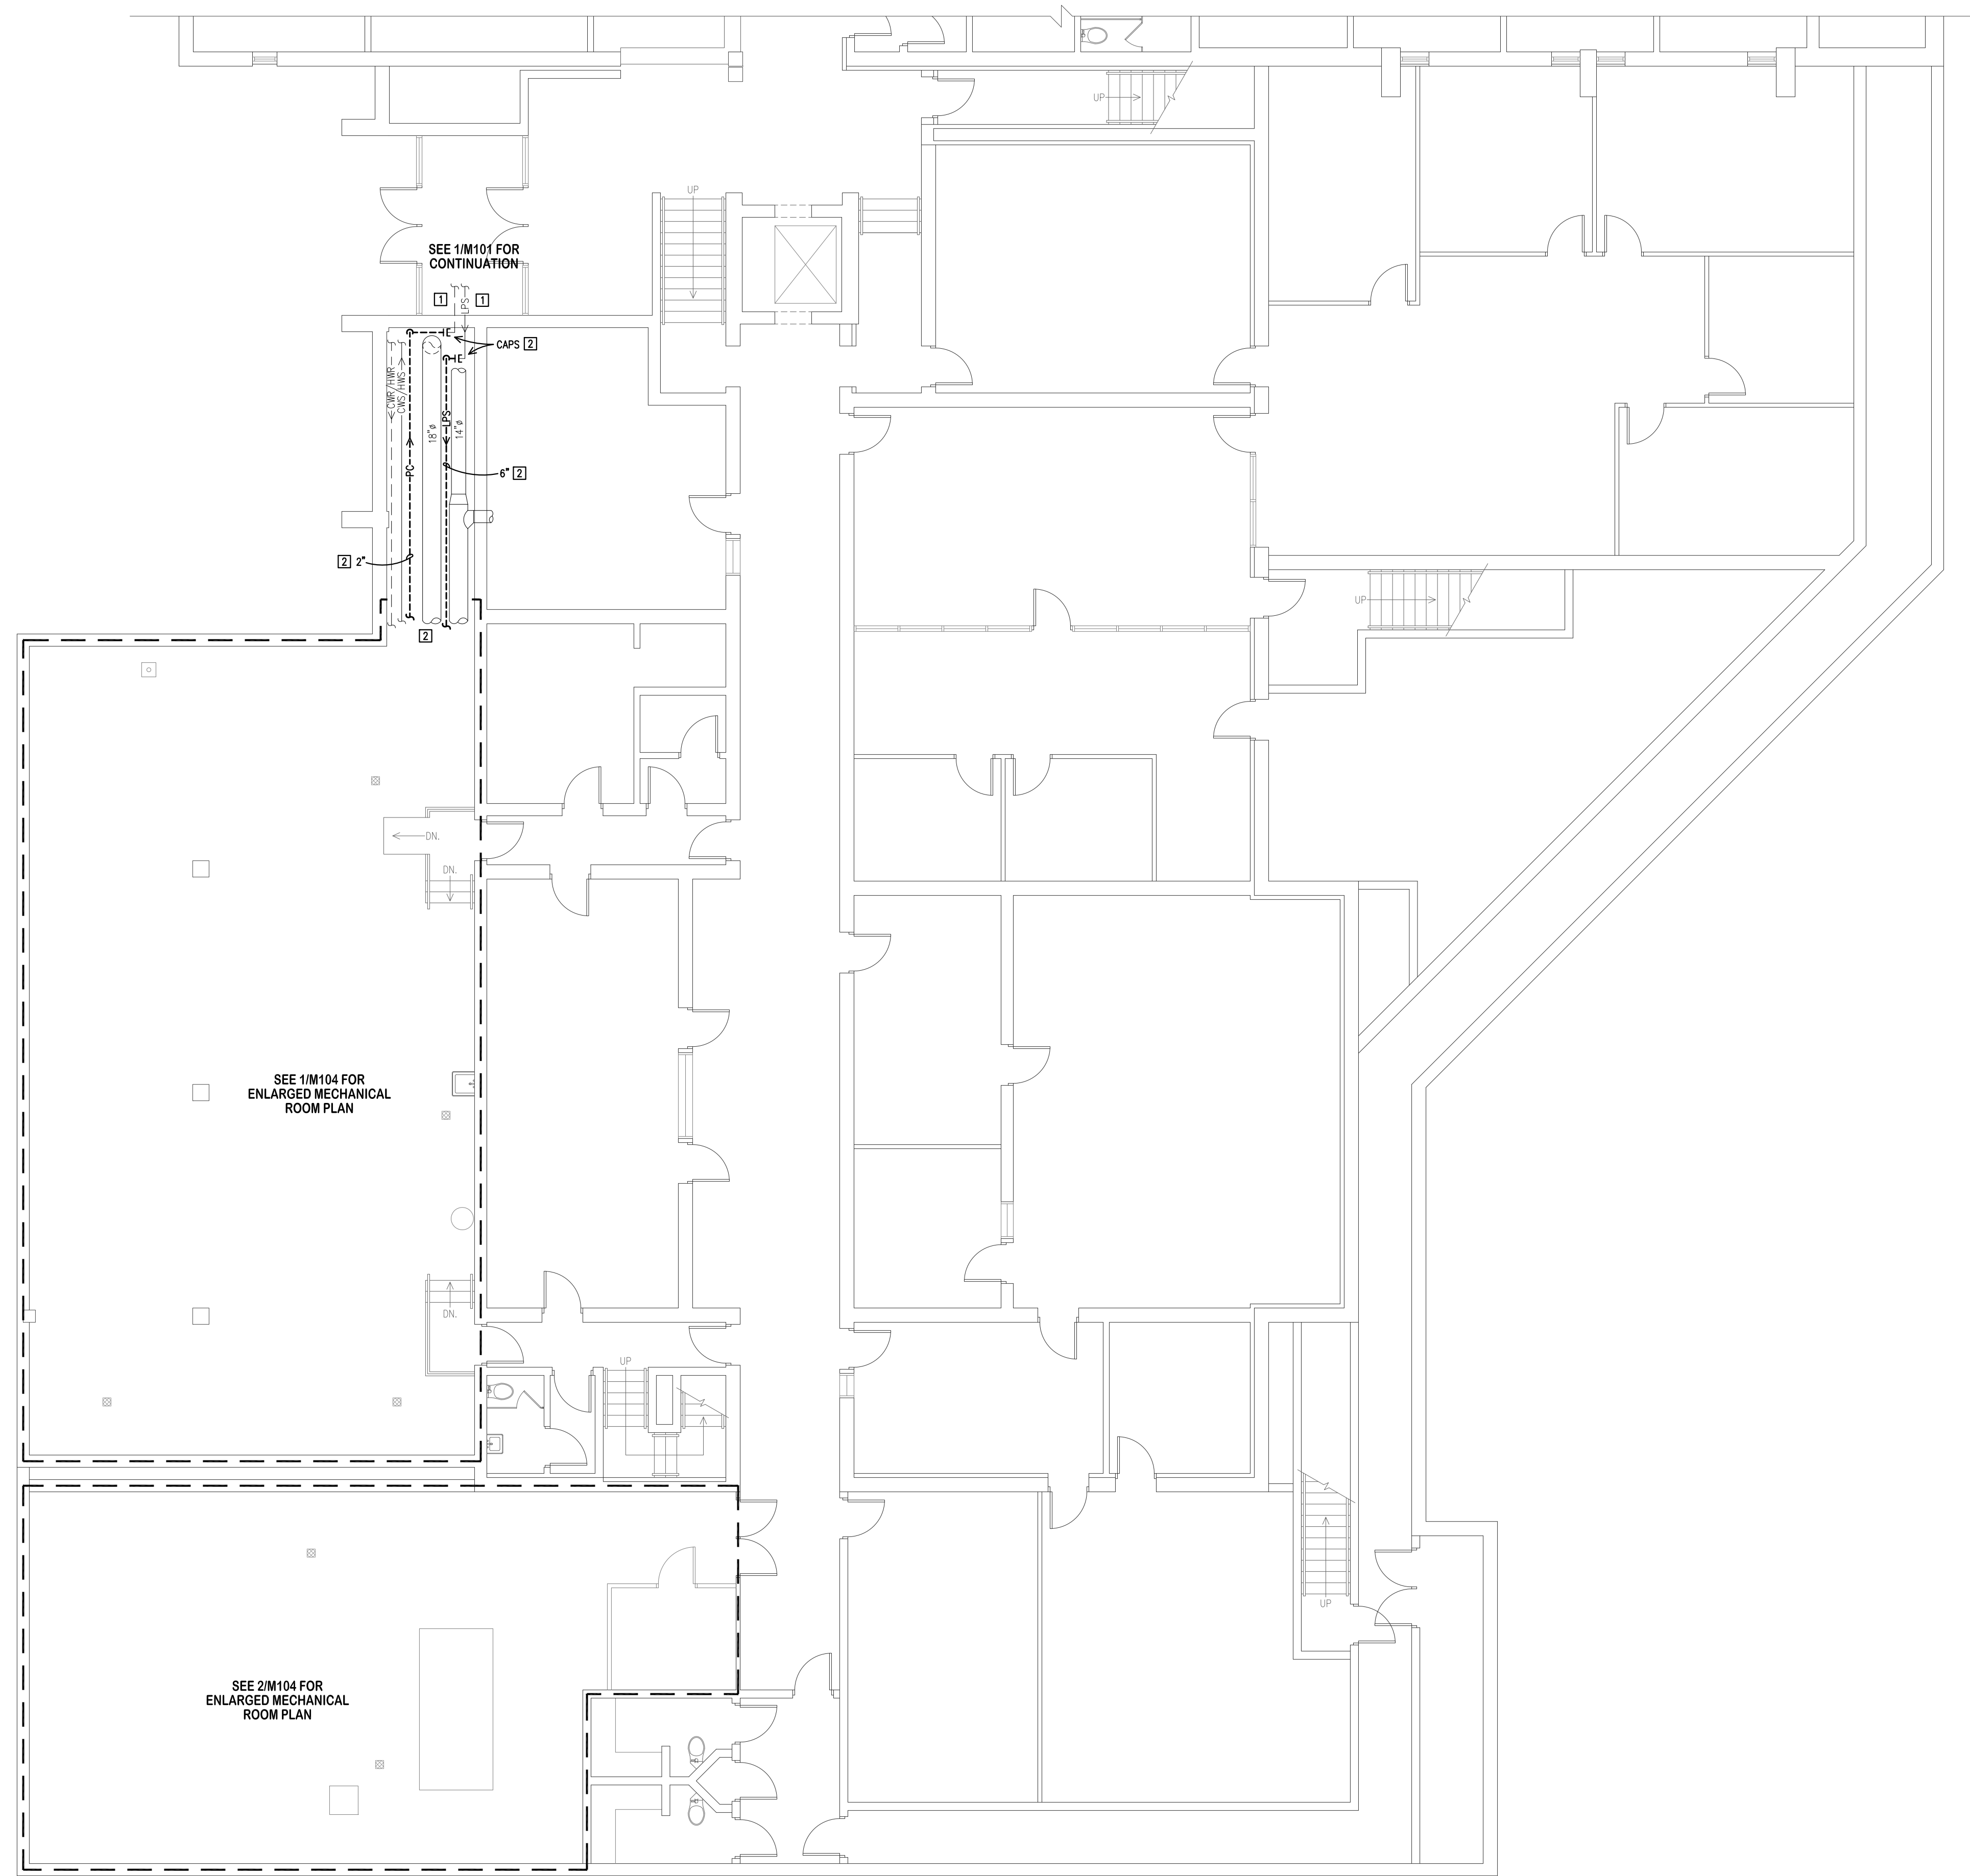 UP
UP
SEE 1/M101 FOR
CONTINUATION
1
LPS
1
CAPS 2
CWR/HWR
CWS/HWS
PC
18"ø
LPS
14"ø
6" 2
2 2"
2
UP
DN.
DN.
SEE 1/M104 FOR
ENLARGED MECHANICAL
ROOM PLAN
DN.
UP
UP
SEE 2/M104 FOR
ENLARGED MECHANICAL
ROOM PLAN